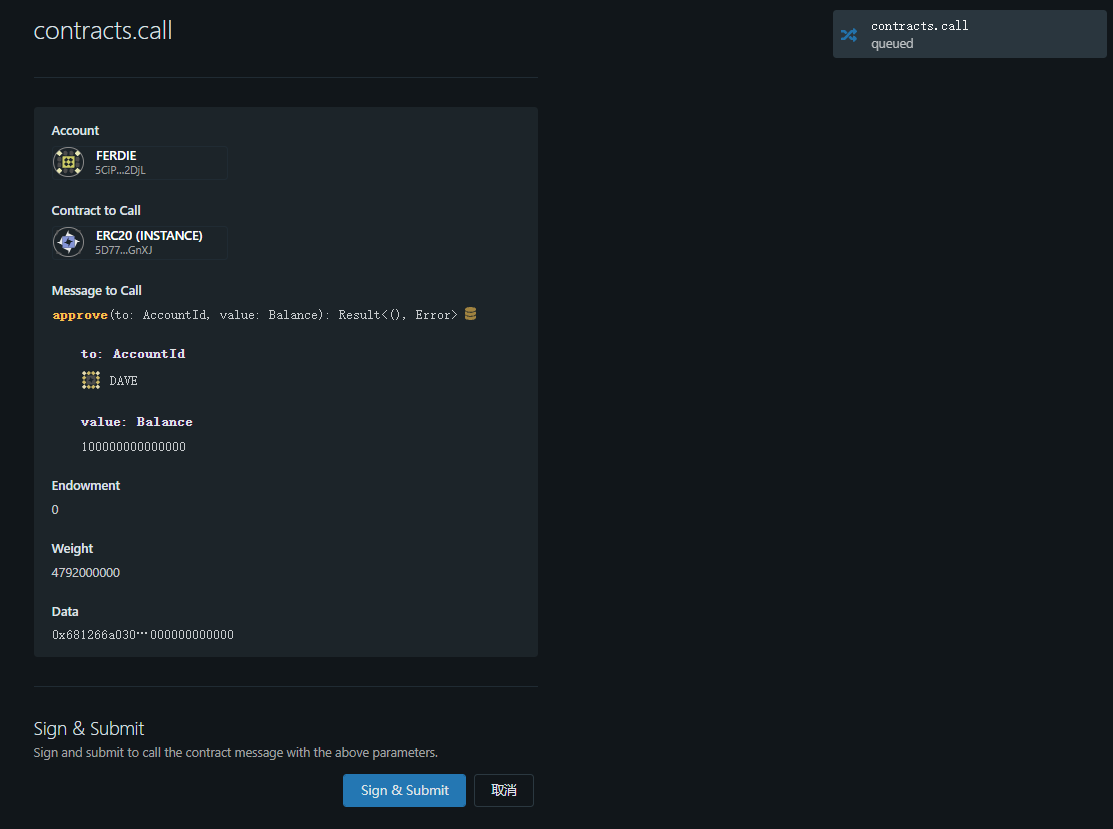 contracts.call
contracts.call
queued
Account
FERDIE
5CiP...2DjL
Contract to Call
ERC20 (INSTANCE)
5D77...GnXJ
Message to Call
approve(to: AccountId, value: Balance): Result<(), Error>
to: AccountId
DAVE
value: Balance
100000000000000
Endowment
0
Weight
4792000000
Data
0x681266a030…000000000000
Sign & Submit
Sign and submit to call the contract message with the above parameters.
Sign & Submit
取消